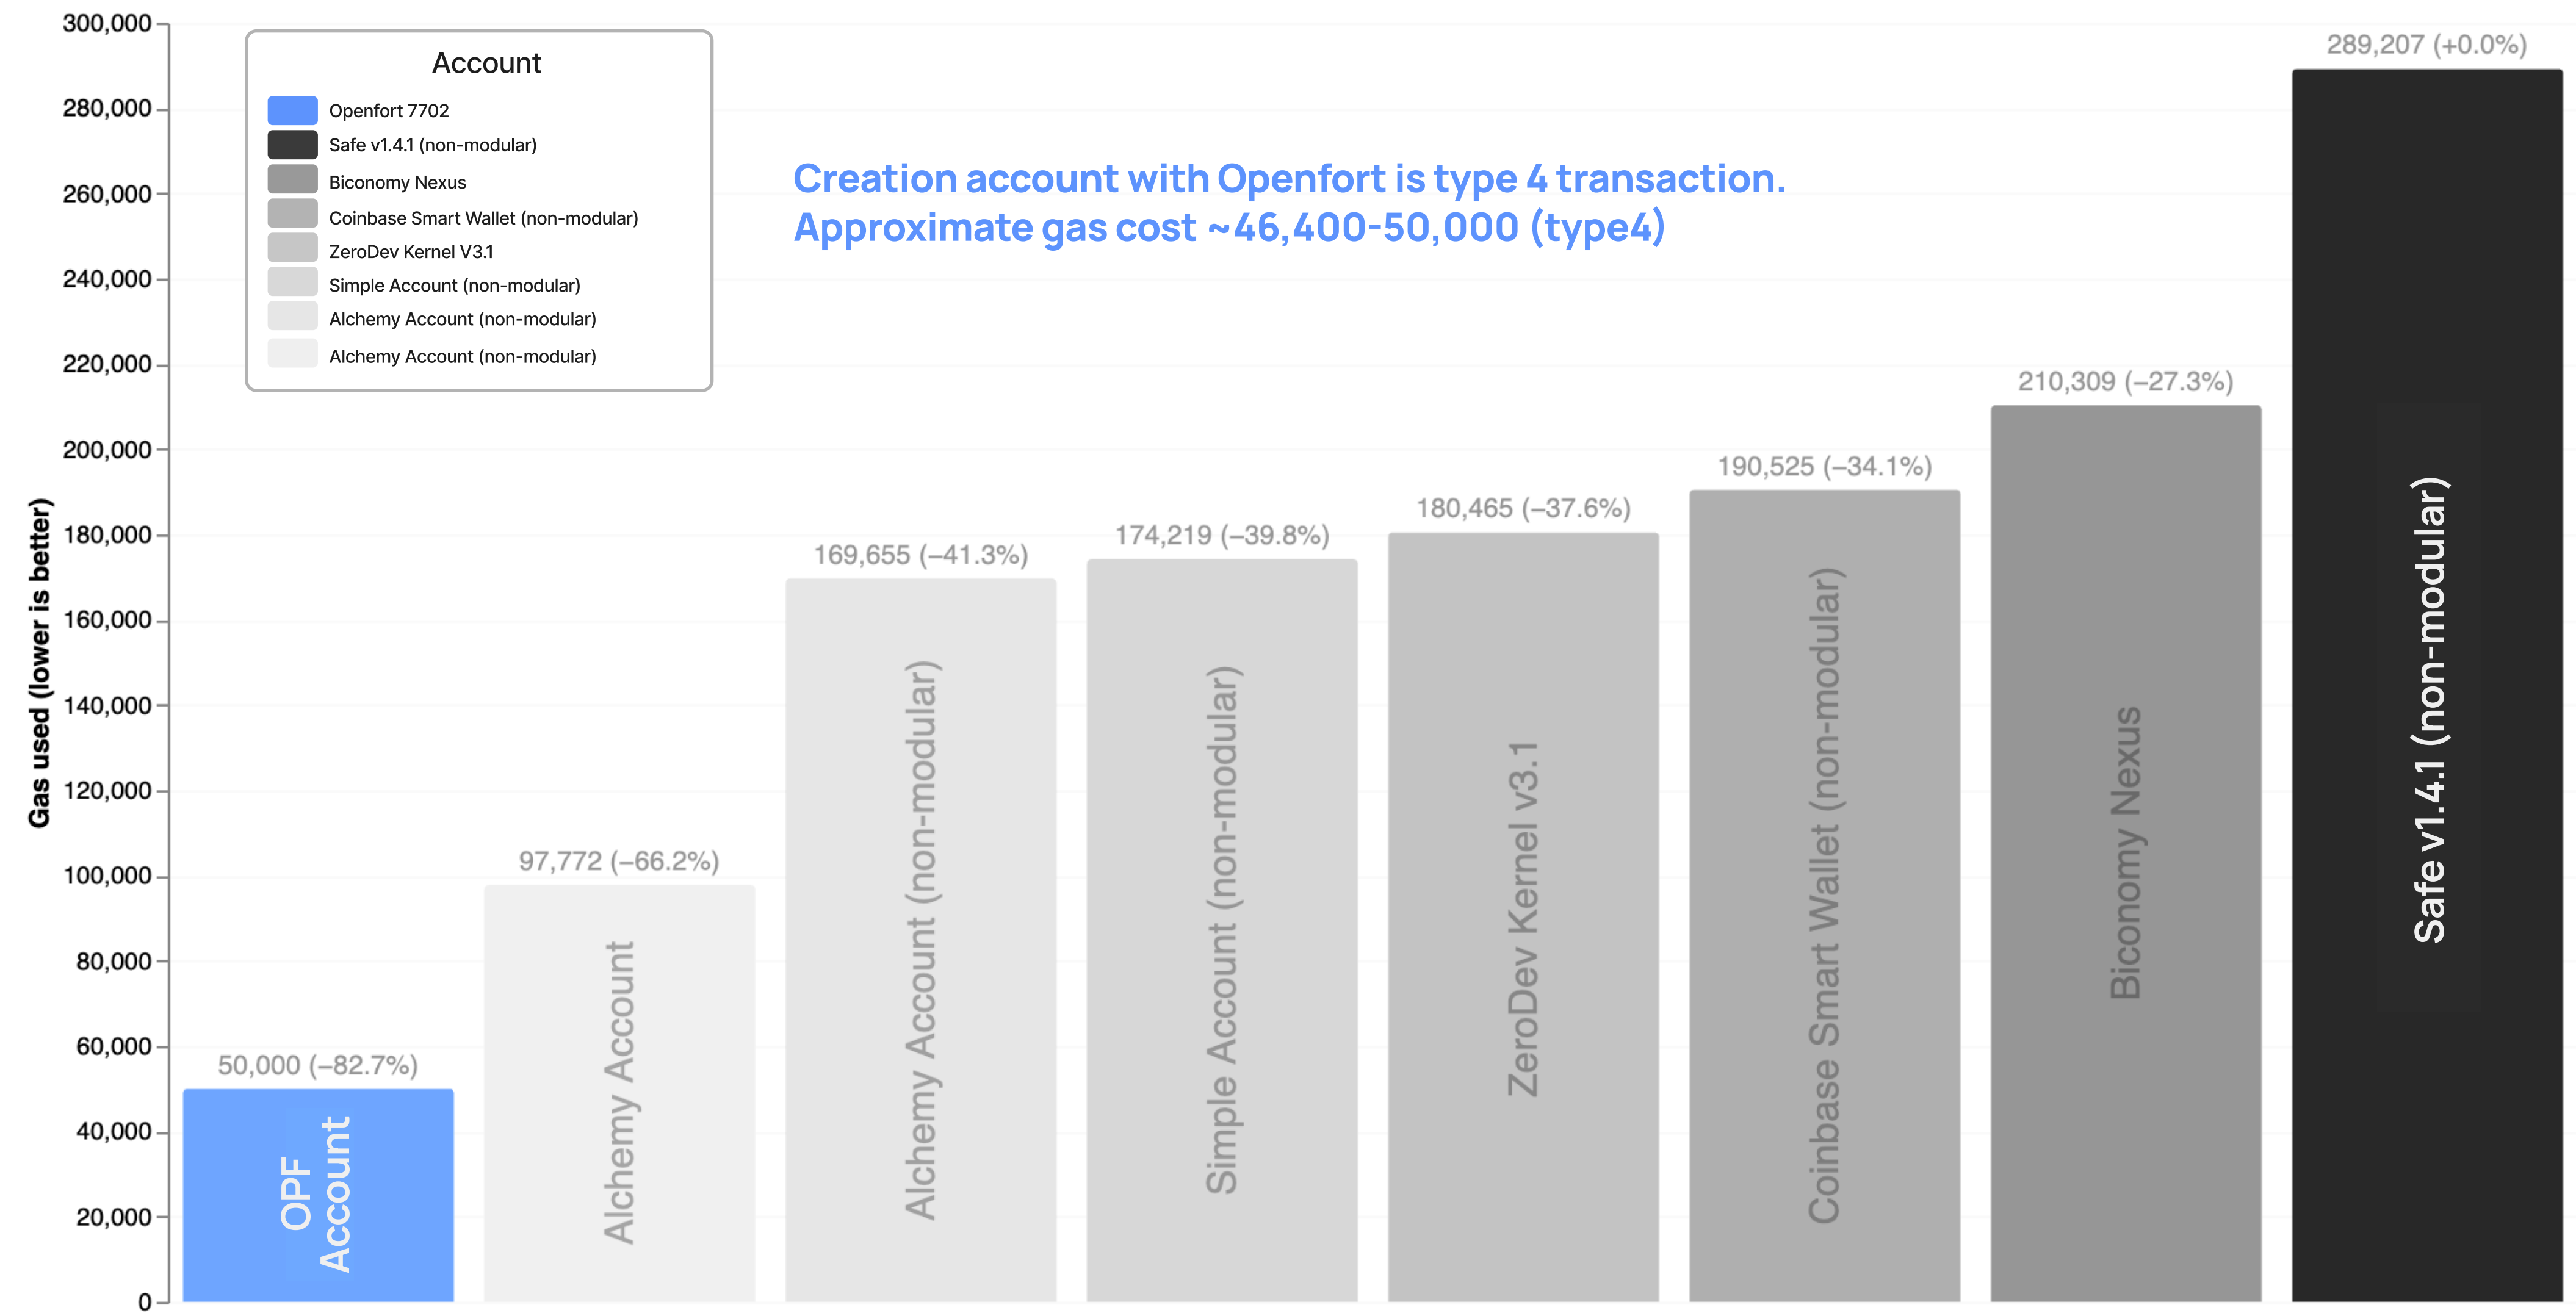 300,000
280,000
260,000
240,000
220,000
200,000
180,000
160,000
140,000
120,000
100,000
80,000
60,000
40,000
20,000
0
Gas used (lower is better)
Account
Openfort 7702
Safe v1.4.1 (non-modular)
Biconomy Nexus
Coinbase Smart Wallet (non-modular)
ZeroDev Kernel V3.1
Simple Account (non-modular)
Alchemy Account (non-modular)
Alchemy Account (non-modular)
Creation account with Openfort is type 4 transaction.
Approximate gas cost ~46,400-50,000 (type4)
50,000 (–82.7%)
OPF
Account
97,772 (–66.2%)
Alchemy Account
169,655 (–41.3%)
Alchemy Account (non-modular)
174,219 (–39.8%)
Simple Account (non-modular)
180,465 (–37.6%)
ZeroDev Kernel v3.1
190,525 (–34.1%)
Coinbase Smart Wallet (non-modular)
210,309 (–27.3%)
Biconomy Nexus
289,207 (+0.0%)
Safe v1.4.1 (non-modular)